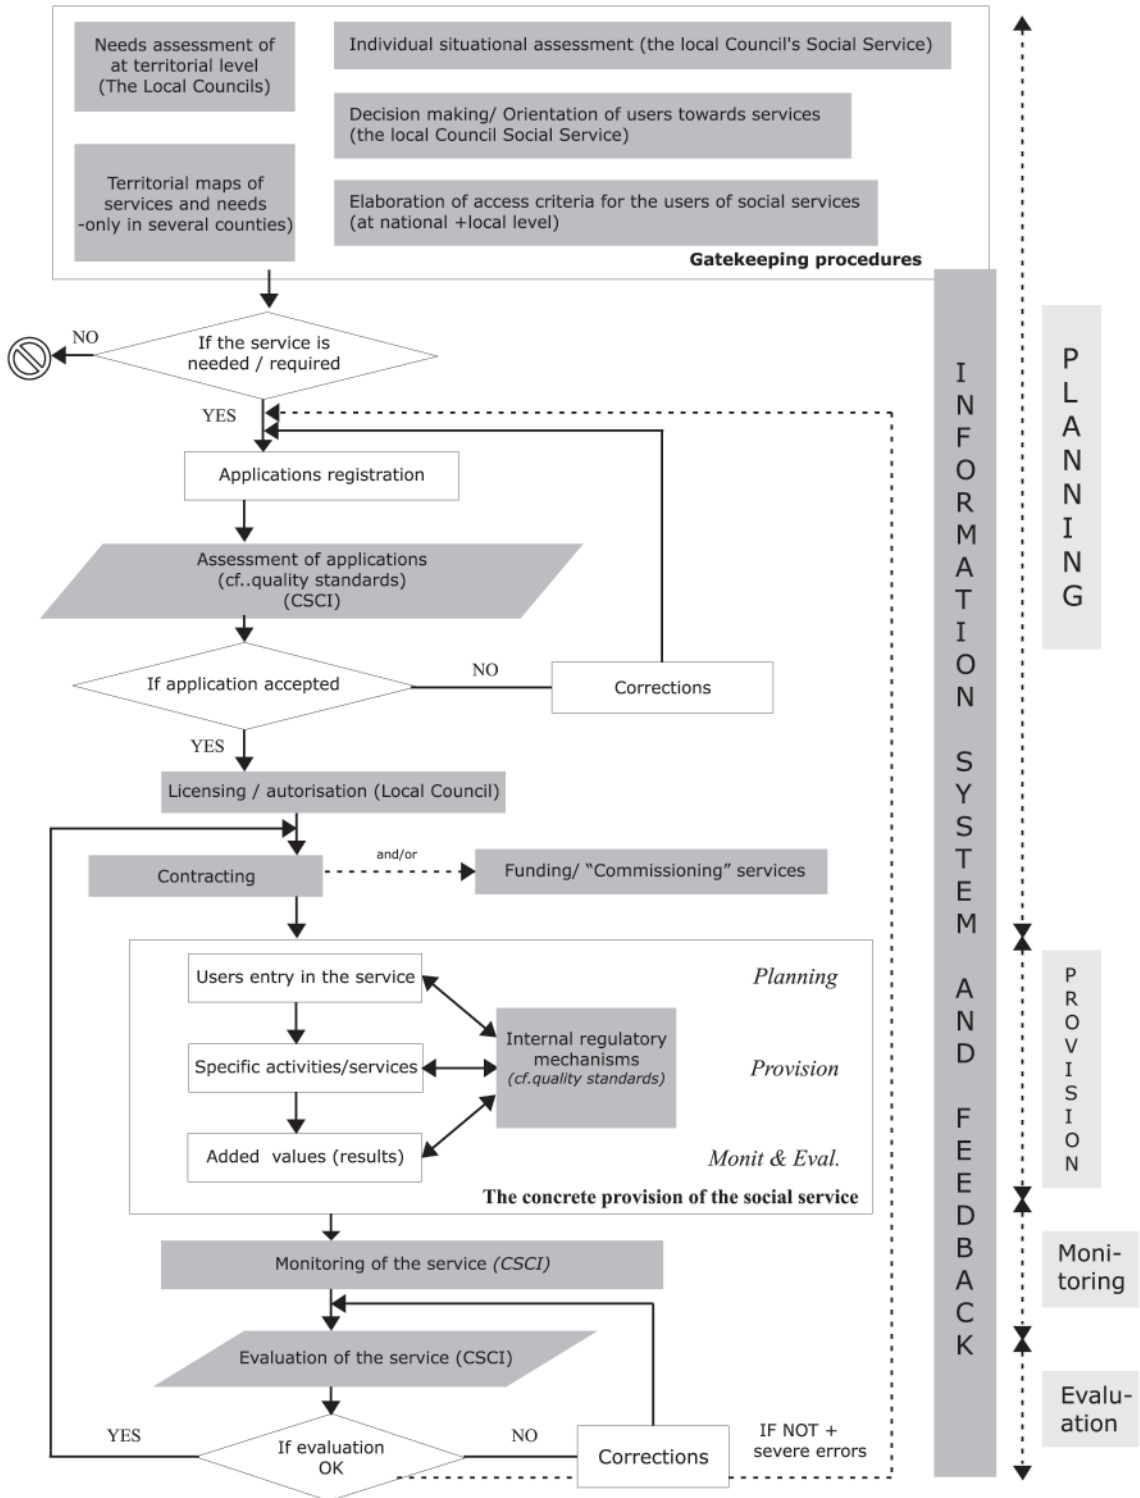 Needs assessment of
at territorial level
(The Local Councils)
Individual situational assessment (the local Council's Social Service)
Decision making/ Orientation of users towards services
(the local Council Social Service)
Territorial maps of
services and needs
-only in several counties)
Elaboration of access criteria for the users of social services
(at national +local level)
Gatekeeping procedures
If the service is
needed / required
NO
YES
Applications registration
Assessment of applications
(cf..quality standards)
(CSCI)
If application accepted
NO
Corrections
YES
Licensing / autorisation (Local Council)
Contracting
and/or
Funding/ “Commissioning” services
Users entry in the service
Planning
Internal regulatory
mechanisms
(cf.quality standards)
Specific activities/services
Provision
Added values (results)
Monit & Eval.
The concrete provision of the social service
Monitoring of the service (CSCI)
Evaluation of the service (CSCI)
If evaluation
OK
YES
NO
Corrections
IF NOT +
severe errors
INFORMATION SYSTEM AND FEEDBACK
PLANNING
PROVISION
Moni-
toring
Evalu-
ation